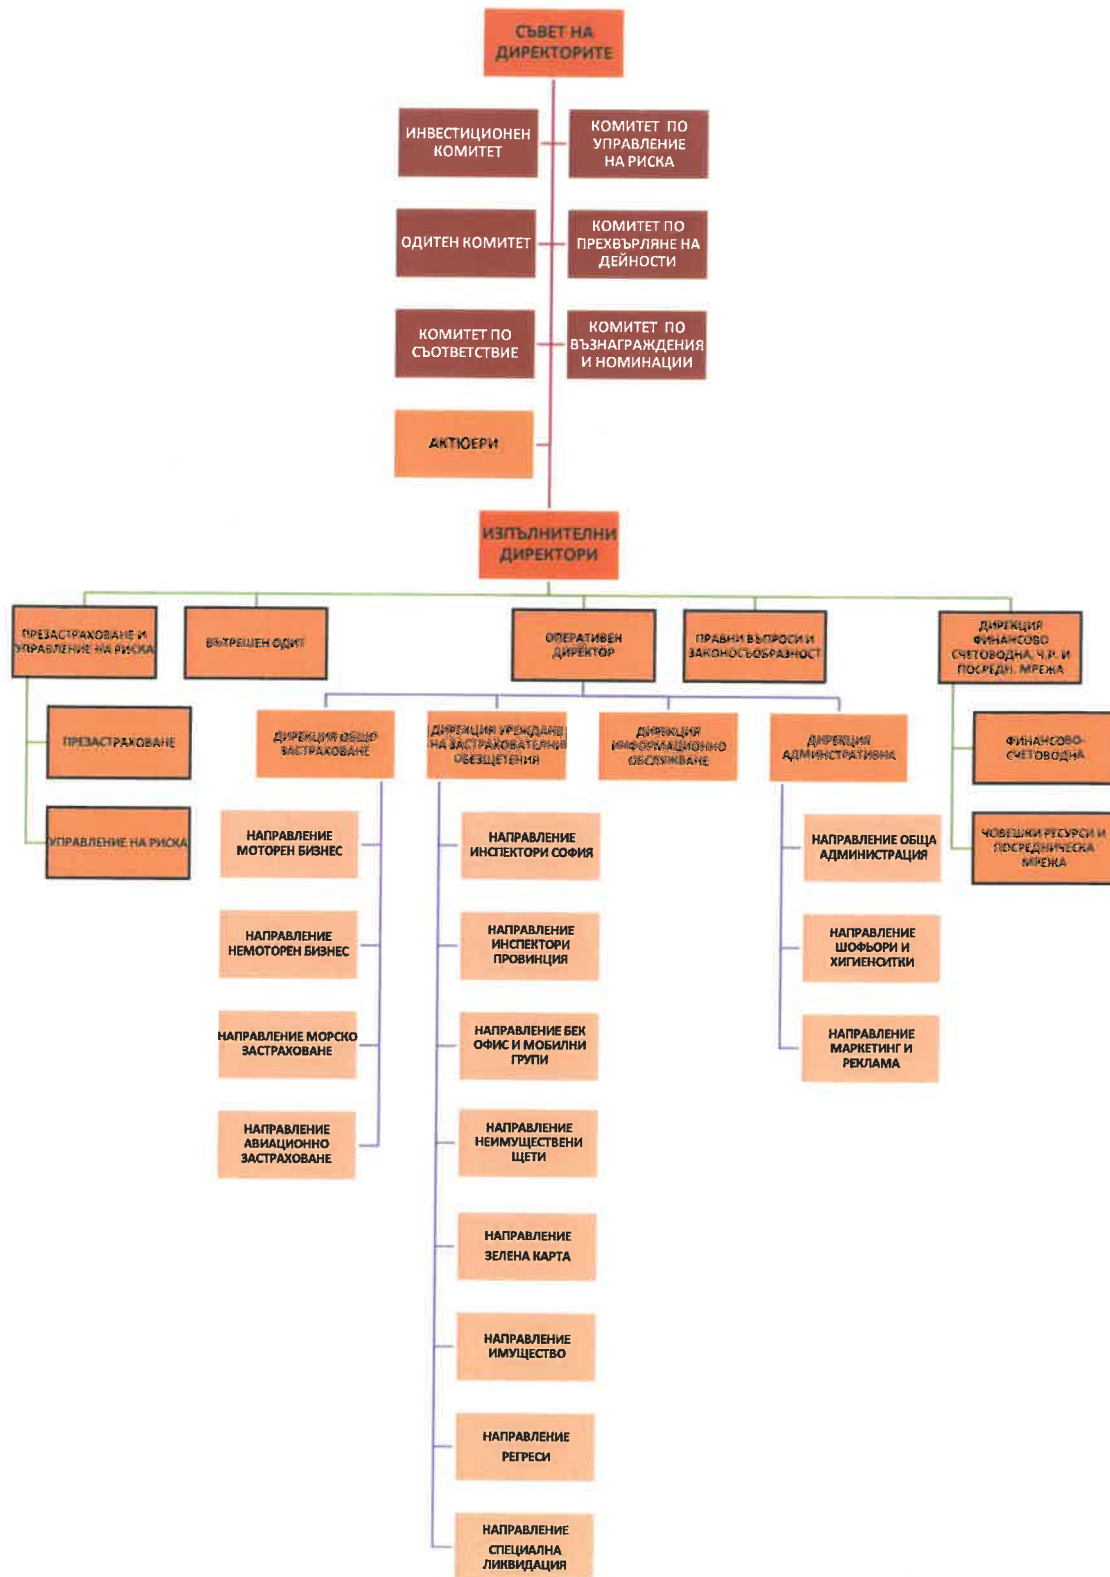 СЪВЕТ НА
ДИРЕКТОРИТЕ
ИНВЕСТИЦИОНЕН
КОМИТЕТ
КОМИТЕТ ПО
УПРАВЛЕНИЕ
НА РИСКА
ОДИТЕН КОМИТЕТ
КОМИТЕТ ПО
ПРЕХВЪРЛЯНЕ НА
ДЕЙНОСТИ
КОМИТЕТ ПО
СЪОТВЕТСТВИЕ
КОМИТЕТ ПО
ВЪЗНАГРАЖДЕНИЯ
И НОМИНАЦИИ
АКТЮЕРИ
ИЗПЪЛНИТЕЛНИ
ДИРЕКТОРИ
ПРЕЗАСТРАХОВАНЕ И
УПРАВЛЕНИЕ НА РИСКА
ВЪТРЕШЕН ОДИТ
ОПЕРАТИВЕН
ДИРЕКТОР
ПРАВНИ ВЪПРОСИ И
ЗАКОНОСЪОБРАЗНОСТ
ДИРЕКЦИЯ
ФИНАНСОВО
СЧЕТОВОДНА, Ч.Р. И
ПОСРЕДН. МРЕЖА
ПРЕЗАСТРАХОВАНЕ
УПРАВЛЕНИЕ НА РИСКА
ДИРЕКЦИЯ ОБЩО
ЗАСТРАХОВАНЕ
ДИРЕКЦИЯ УРЕЖДАНЕ
НА ЗАСТРАХОВАТЕЛНИ
ОБЕЗЩЕТЕНИЯ
ДИРЕКЦИЯ
ИНФОРМАЦИОННО
ОБСЛУЖВАНЕ
ДИРЕКЦИЯ
АДМИНСТРАТИВНА
ФИНАНСОВО-
СЧЕТОВОДНА
ЧОВЕШКИ РЕСУРСИ И
ПОСРЕДНИЧЕСКА
МРЕЖА
НАПРАВЛЕНИЕ
МОТОРЕН БИЗНЕС
НАПРАВЛЕНИЕ
НЕМОТОРЕН БИЗНЕС
НАПРАВЛЕНИЕ МОРСКО
ЗАСТРАХОВАНЕ
НАПРАВЛЕНИЕ
АВИАЦИОННО
ЗАСТРАХОВАНЕ
НАПРАВЛЕНИЕ
ИНСПЕКТОРИ СОФИЯ
НАПРАВЛЕНИЕ
ИНСПЕКТОРИ
ПРОВИНЦИЯ
НАПРАВЛЕНИЕ БЕК
ОФИС И МОБИЛНИ
ГРУПИ
НАПРАВЛЕНИЕ
НЕИМУЩЕСТВЕНИ
ЩЕТИ
НАПРАВЛЕНИЕ
ЗЕЛЕНА КАРТА
НАПРАВЛЕНИЕ
ИМУЩЕСТВО
НАПРАВЛЕНИЕ
РЕГРЕСИ
НАПРАВЛЕНИЕ
СПЕЦИАЛНА
ЛИКВИДАЦИЯ
НАПРАВЛЕНИЕ ОБЩА
АДМИНИСТРАЦИЯ
НАПРАВЛЕНИЕ
ШОФЬОРИ И
ХИГИЕНСИТКИ
НАПРАВЛЕНИЕ
МАРКЕТИНГ И
РЕКЛАМА